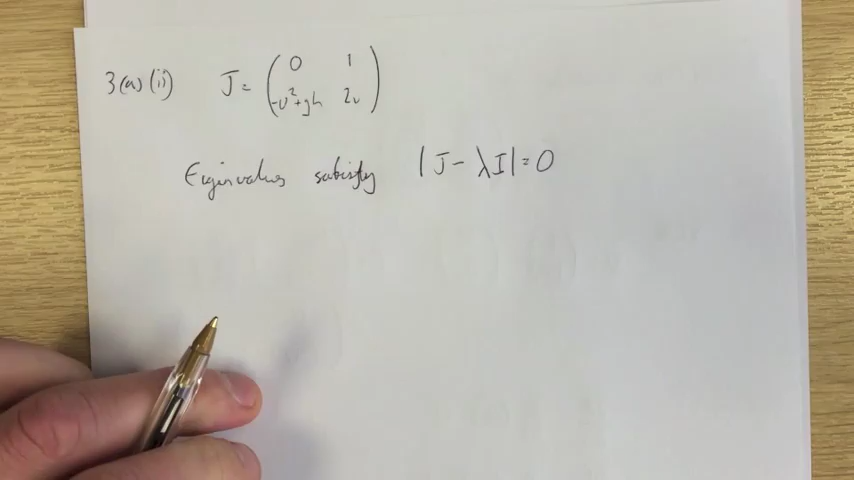 3(a)(ii) J = ( 0 1
-v²+gh 2v )
Eigenvalues satisfy |J - λI| = 0